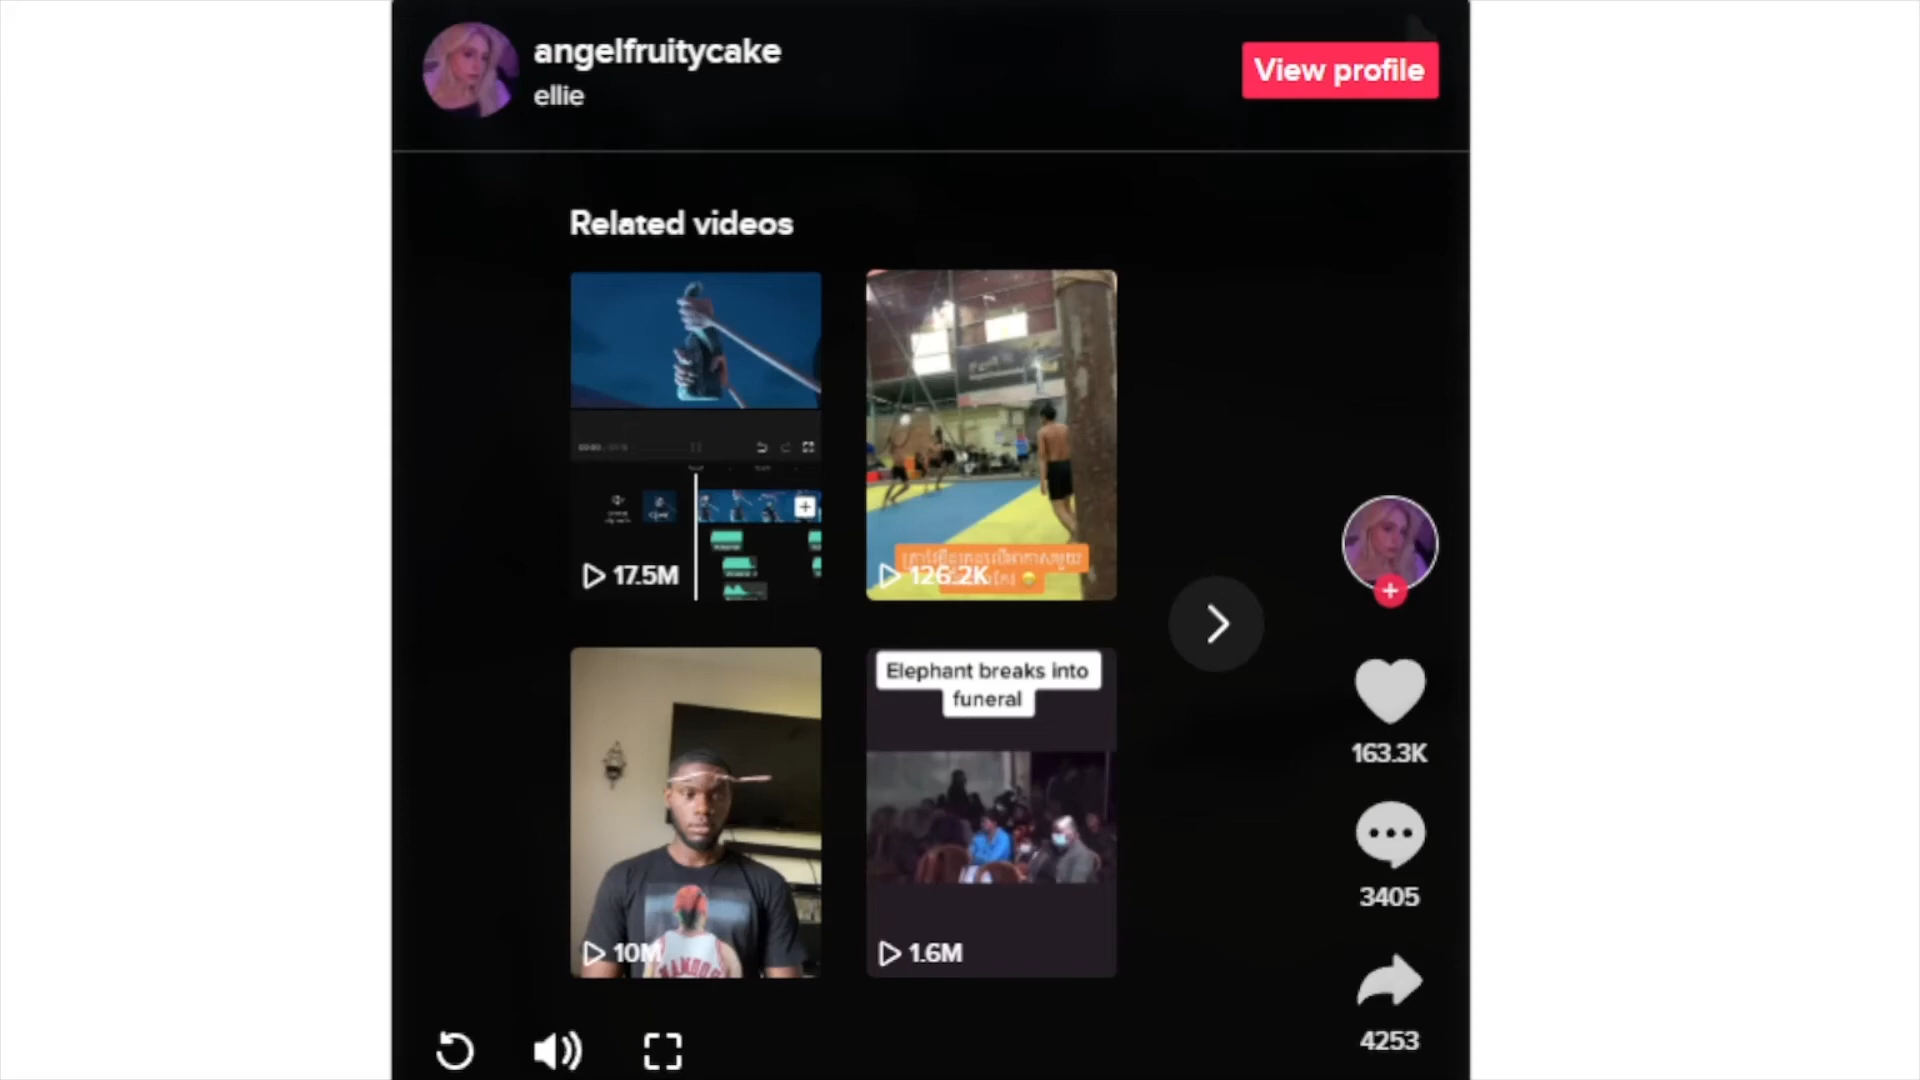 angelfruitycake
ellie
View profile
Related videos
17.5M
126.2K
Elephant breaks into
funeral
10M
1.6M
163.3K
3405
4253